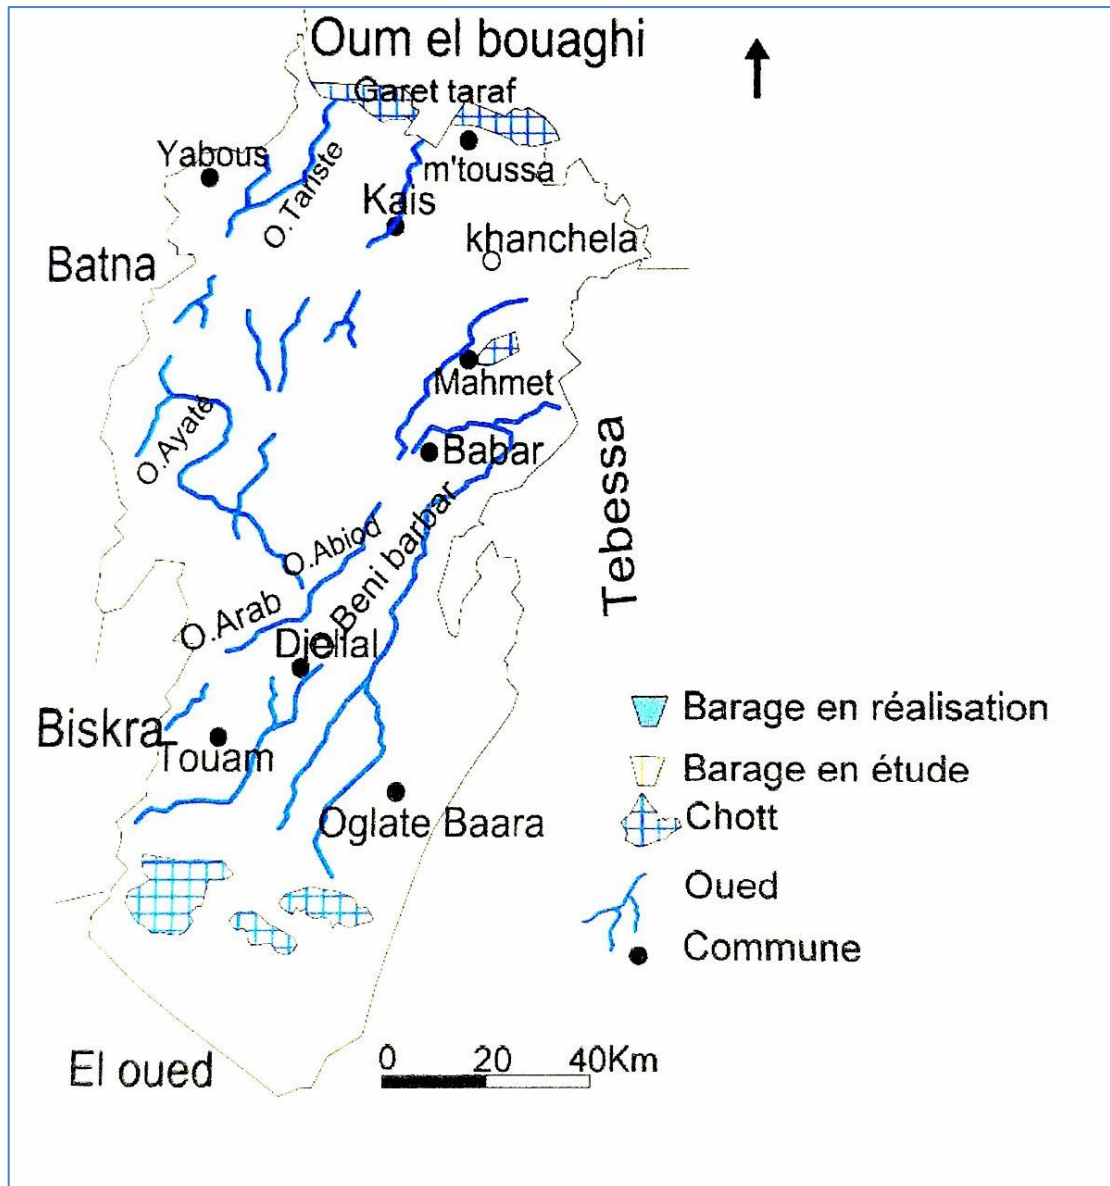 Oum el bouaghi
Garet taraf
Yabous
m'toussa
O.Tariste
Kais
khanchela
Batna
Mahmet
O.Ayate
Babar
Tebessa
O.Abiod
O.Beni barbar
O.Arab
Djellal
Biskra
Touam
Oglate Baara
Barage en réalisation
Barage en étude
Chott
Oued
Commune
El oued
0 20 40Km